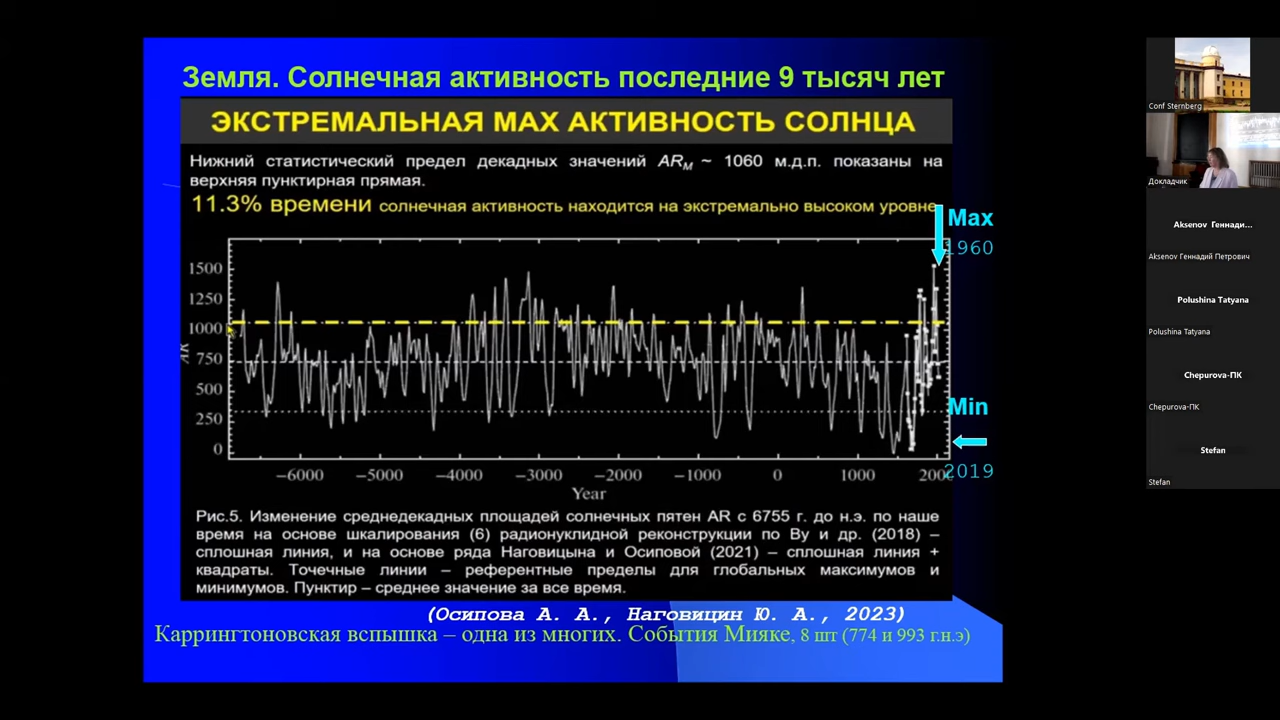 Земля. Солнечная активность последние 9 тысяч лет
ЭКСТРЕМАЛЬНАЯ МАХ АКТИВНОСТЬ СОЛНЦА
Нижний статистический предел декадных значений ARM ~ 1060 м.д.п. показаны на
верхняя пунктирная прямая.
11.3% времени солнечная активность находится на экстремально высоком уровне
Max
1960
1500
1250
1000
750
500
250
0
AR
Min
2019
−6000 −5000 −4000 −3000 −2000 −1000 0 1000 2000
Year
Рис.5. Изменение среднедекадных площадей солнечных пятен AR с 6755 г. до н.э. по наше
время на основе шкалирования (6) радионуклидной реконструкции по Ву и др. (2018) –
сплошная линия, и на основе ряда Наговицына и Осиповой (2021) – сплошная линия +
квадраты. Точечные линии – референтные пределы для глобальных максимумов и
минимумов. Пунктир – среднее значение за все время.
(Осипова А. А., Наговицин Ю. А., 2023)
Каррингтоновская вспышка – одна из многих. События Мияке, 8 шт (774 и 993 г.н.э)
Conf Sternberg
Докладчик
Aksenov Геннади...
Aksenov Геннадий Петрович
Polushina Tatyana
Polushina Tatyana
Chepurova-ПК
Chepurova-ПК
Stefan
Stefan